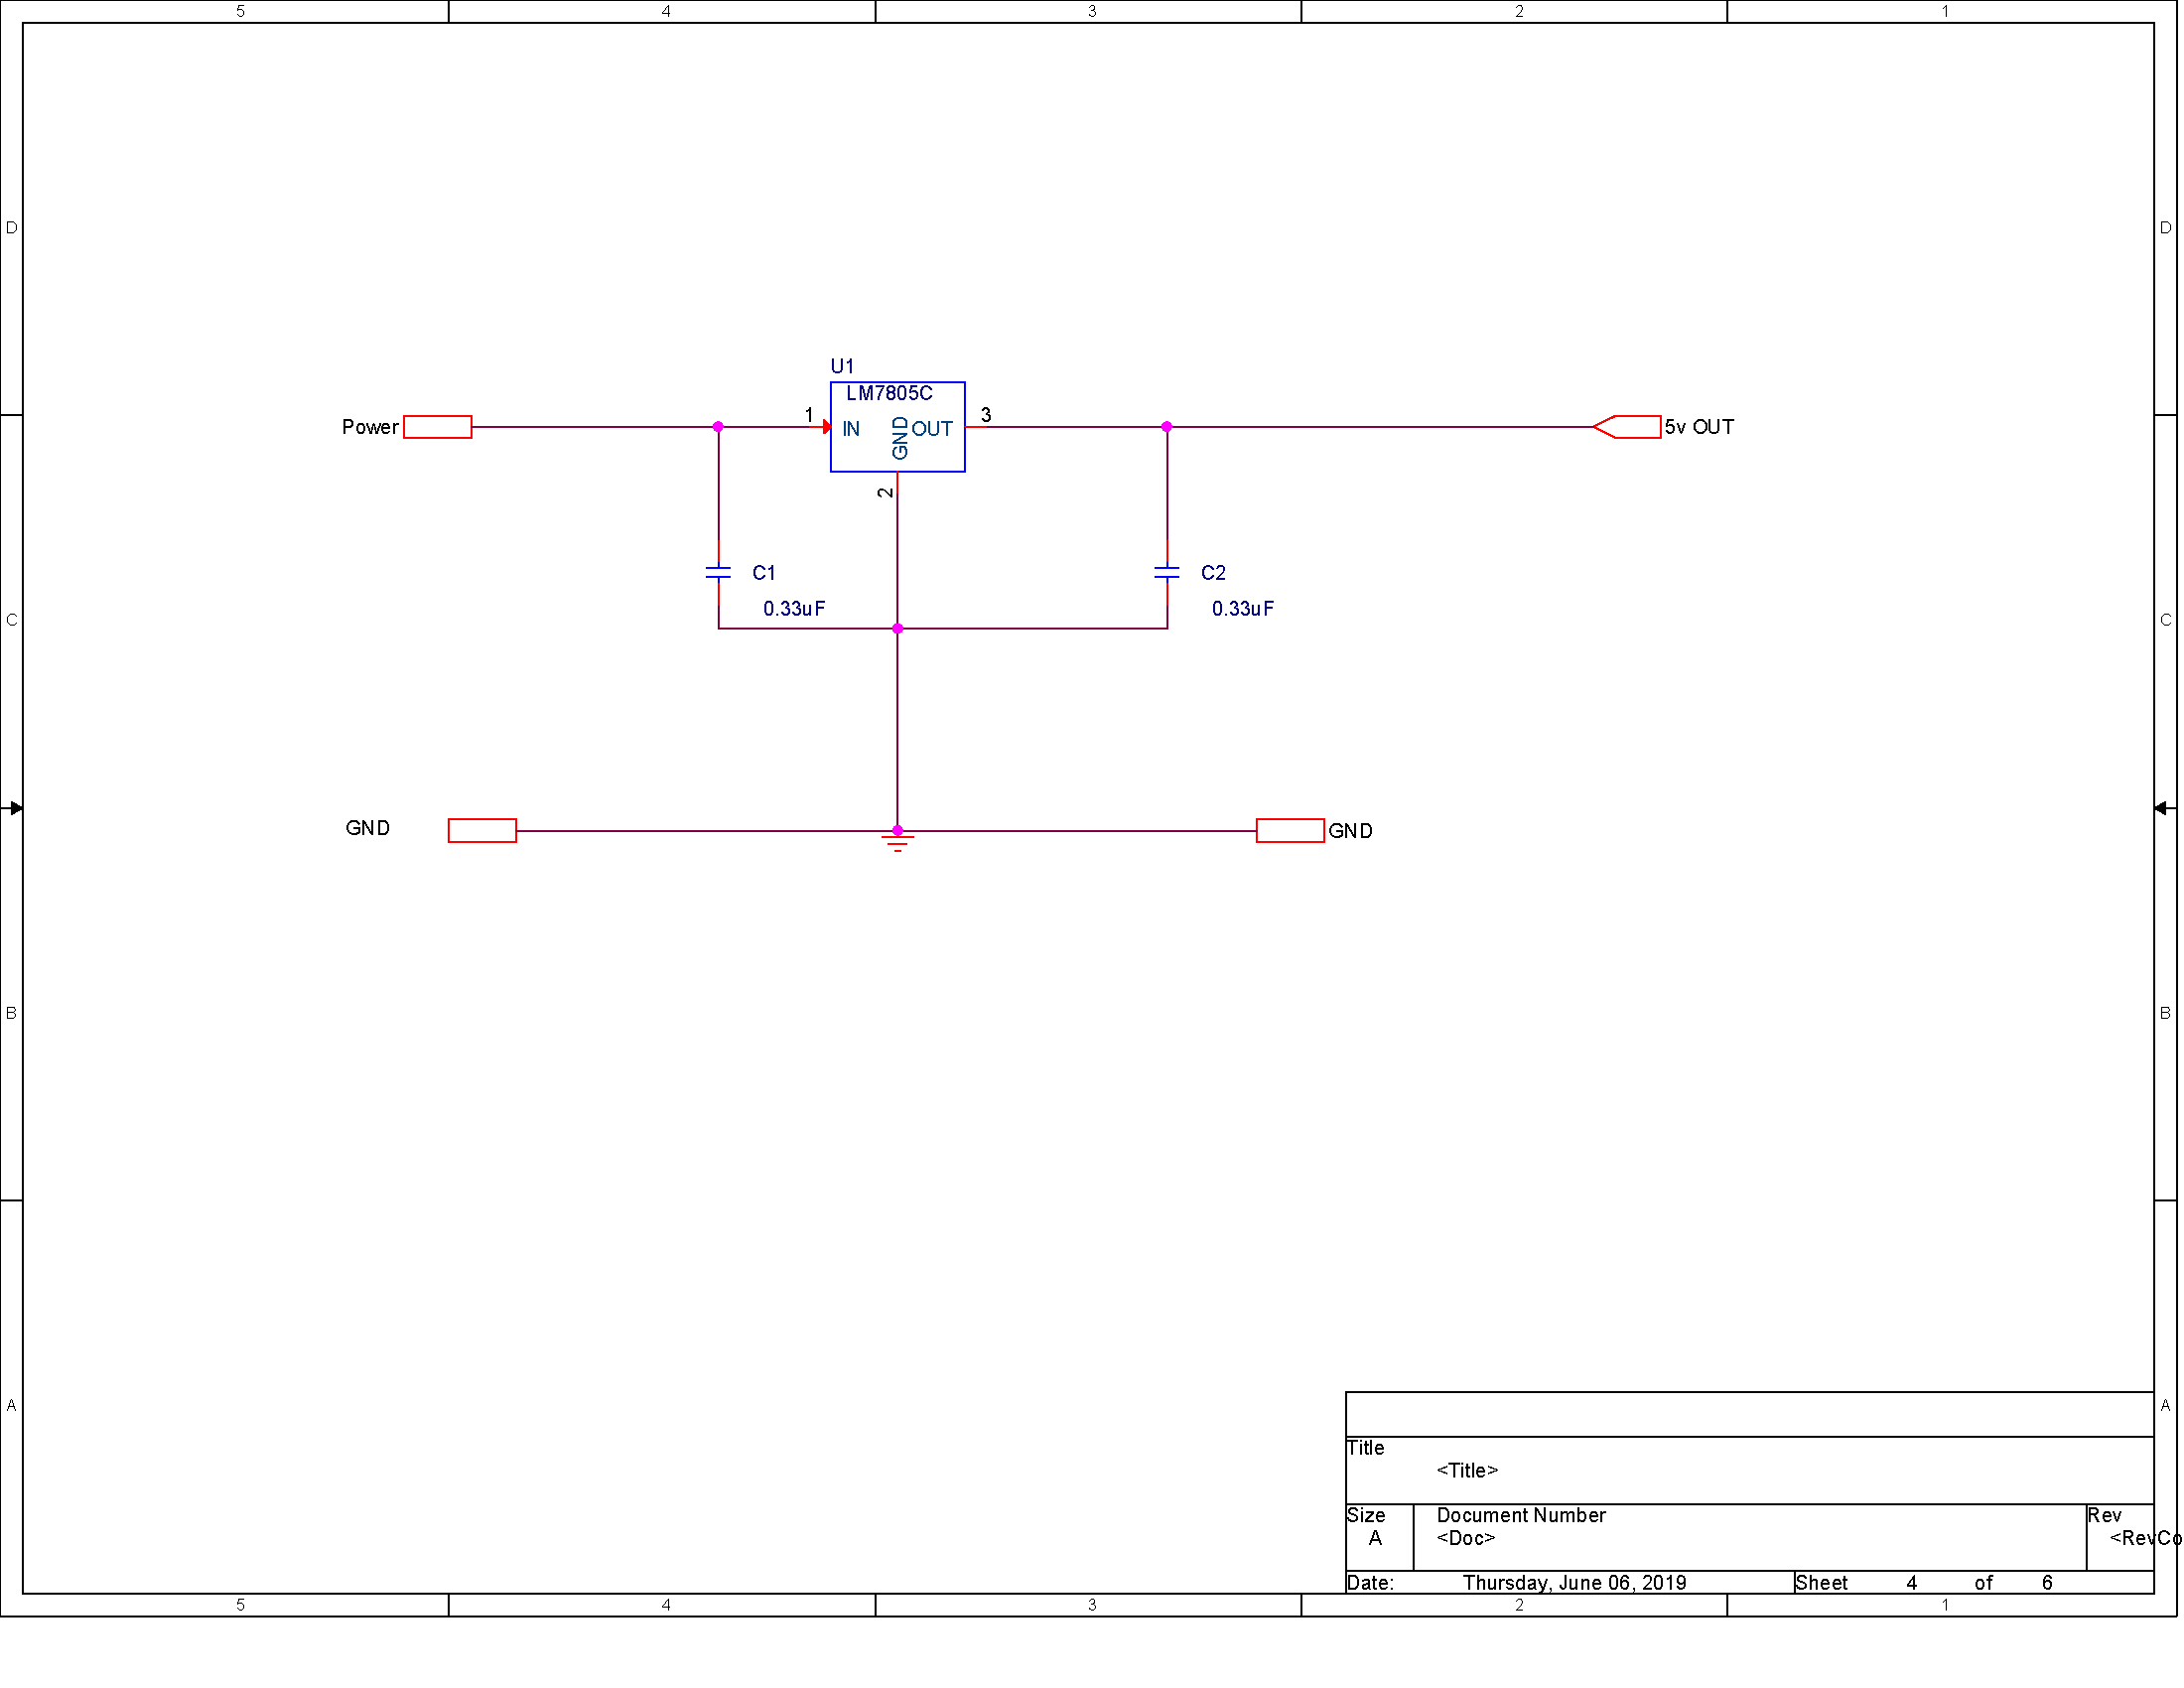 5 4 3 2 1
D D
U1
LM7805C
Power 1 IN GND OUT 3 5v OUT
2
C1 C2
0.33uF 0.33uF
C C
GND GND
B B
A A
Title
<Title>
Size Document Number Rev
A <Doc> <RevCo
Date: Thursday, June 06, 2019 Sheet 4 of 6
5 4 3 2 1